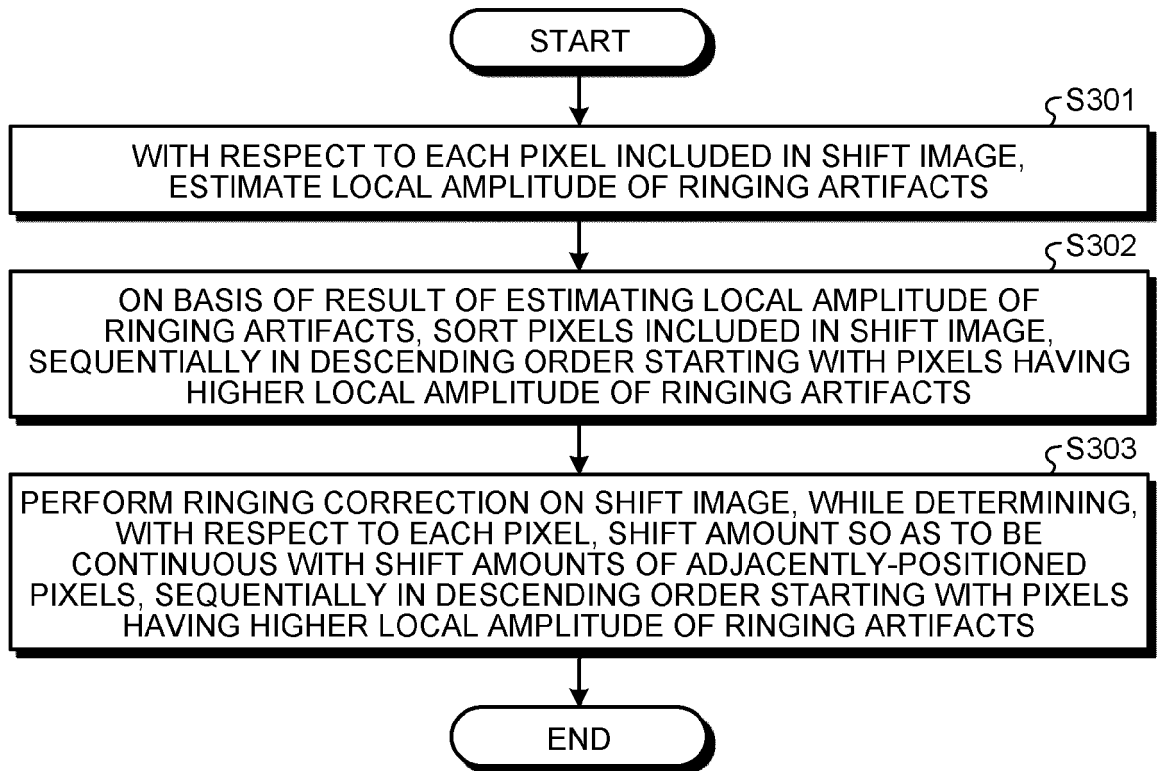 START
S301
WITH RESPECT TO EACH PIXEL INCLUDED IN SHIFT IMAGE,
ESTIMATE LOCAL AMPLITUDE OF RINGING ARTIFACTS
S302
ON BASIS OF RESULT OF ESTIMATING LOCAL AMPLITUDE OF
RINGING ARTIFACTS, SORT PIXELS INCLUDED IN SHIFT IMAGE,
SEQUENTIALLY IN DESCENDING ORDER STARTING WITH PIXELS HAVING
HIGHER LOCAL AMPLITUDE OF RINGING ARTIFACTS
S303
PERFORM RINGING CORRECTION ON SHIFT IMAGE, WHILE DETERMINING,
WITH RESPECT TO EACH PIXEL, SHIFT AMOUNT SO AS TO BE
CONTINUOUS WITH SHIFT AMOUNTS OF ADJACENTLY-POSITIONED
PIXELS, SEQUENTIALLY IN DESCENDING ORDER STARTING WITH PIXELS
HAVING HIGHER LOCAL AMPLITUDE OF RINGING ARTIFACTS
END